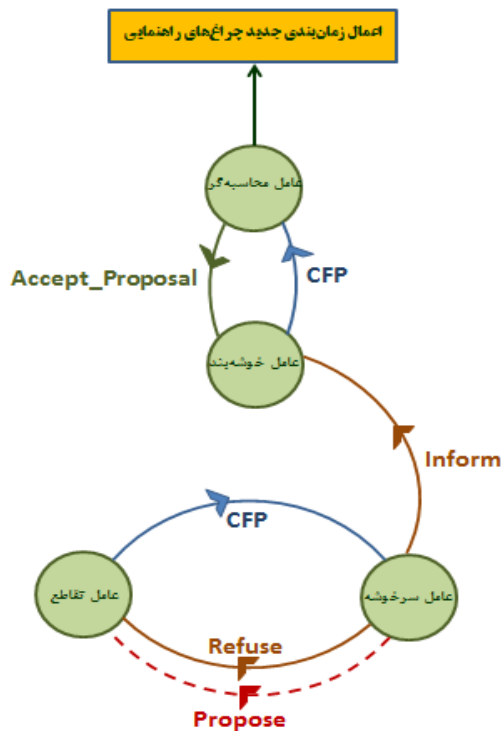 اعمال زمان‌بندی جدید چراغ‌های راهنمایی
عامل محاسبه‌گر
Accept_Proposal
CFP
عامل خوشه‌بند
Inform
CFP
عامل تقاطع
عامل سرخوشه
Refuse
Propose